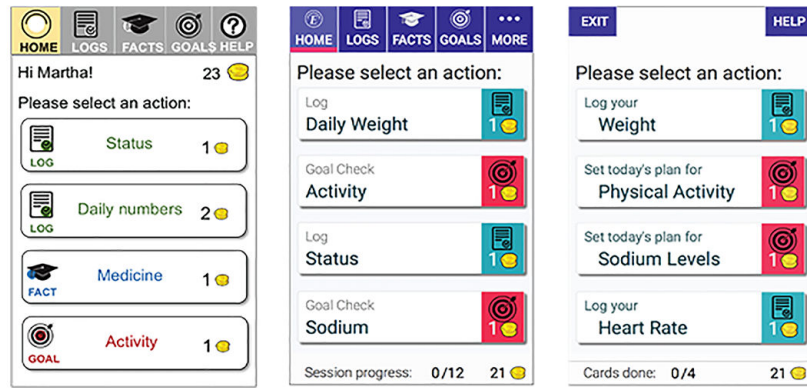 HOME LOGS FACTS GOALS HELP
Hi Martha! 23
Please select an action:
LOG Status 1
LOG Daily numbers 2
FACT Medicine 1
GOAL Activity 1
E
HOME LOGS FACTS GOALS MORE
Please select an action:
Log
Daily Weight 1
Goal Check
Activity 1
Log
Status 1
Goal Check
Sodium 1
Session progress: 0/12 21
EXIT HELP
Please select an action:
Log your
Weight 1
Set today's plan for
Physical Activity 1
Set today's plan for
Sodium Levels 1
Log your
Heart Rate 1
Cards done: 0/4 21